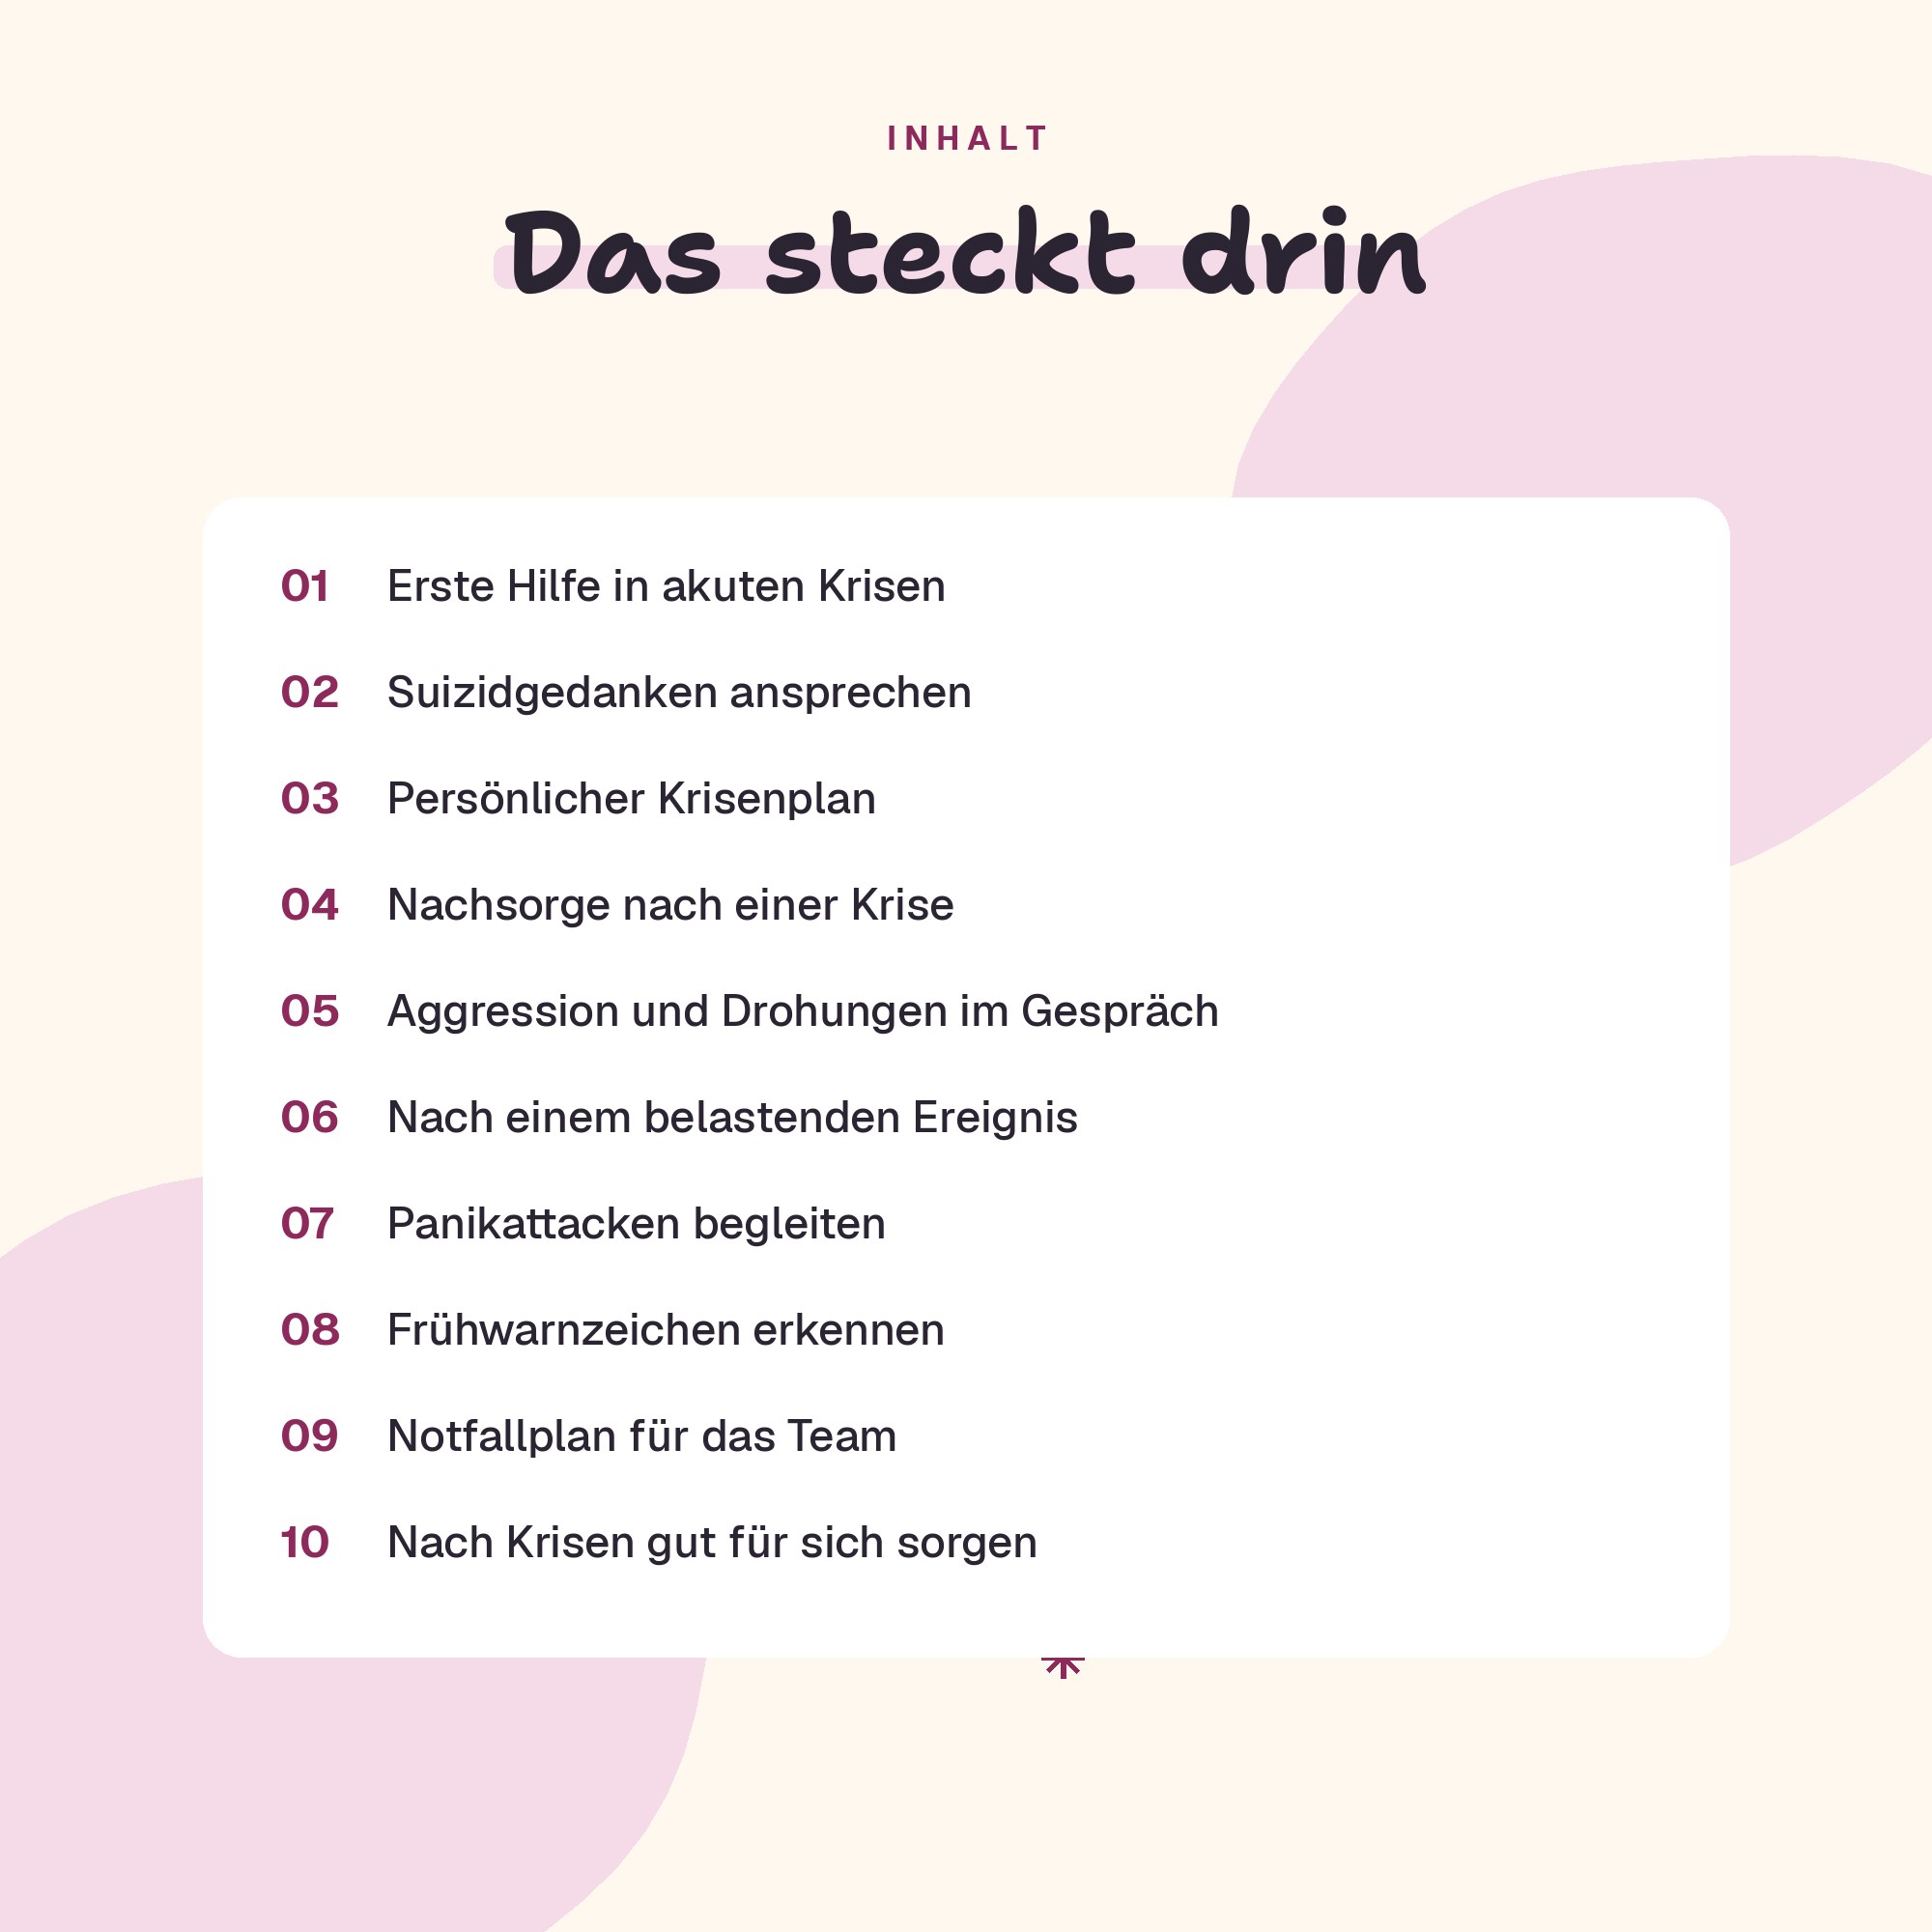 INHALT
Das steckt drin
01 Erste Hilfe in akuten Krisen
02 Suizidgedanken ansprechen
03 Persönlicher Krisenplan
04 Nachsorge nach einer Krise
05 Aggression und Drohungen im Gespräch
06 Nach einem belastenden Ereignis
07 Panikattacken begleiten
08 Frühwarnzeichen erkennen
09 Notfallplan für das Team
10 Nach Krisen gut für sich sorgen